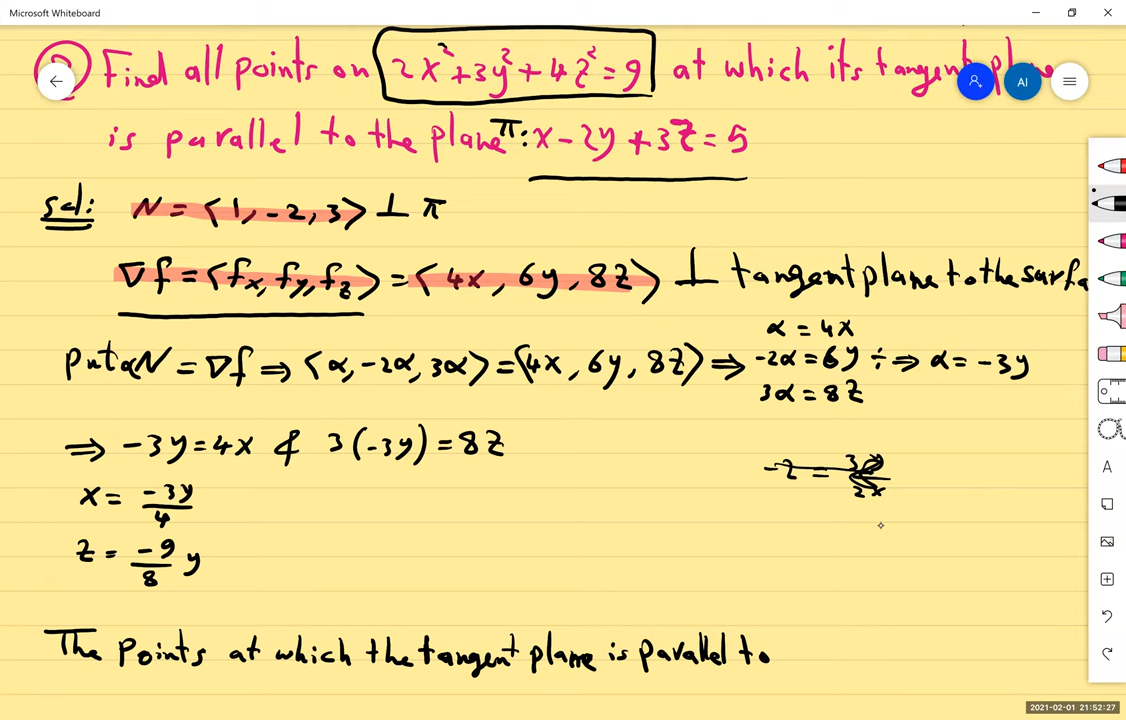 Microsoft Whiteboard
Find all points on 2x²+3y²+4z²=9 at which its tangent plane
AI
is parallel to the plane π: x-2y+3z=5
sol: N = <1, -2, 3> ⊥ π
∇f = <fx, fy, fz> = <4x, 6y, 8z> ⊥ tangent plane to the surfa
α = 4x
Put αN = ∇f ⇒ <α, -2α, 3α> = <4x, 6y, 8z> ⇒ -2α = 6y ÷ ⇒ α = -3y
3α = 8z
⇒ -3y = 4x & 3(-3y) = 8z
x = -3y/4
z = -9/8 y
The points at which the tangent plane is parallel to
A
2021-02-01 21:52:27